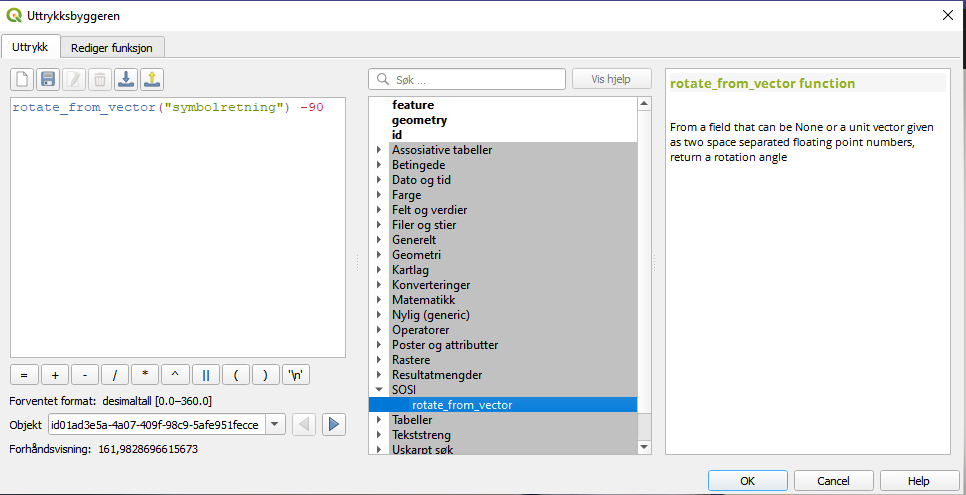 Uttrykksbyggeren
Uttrykk
Rediger funksjon
rotate_from_vector("symbolretning") -90
=
+
-
/
*
^
||
(
)
'\n'
Forventet format: desimaltall [0.0–360.0]
Objekt
id01ad3e5a-4a07-409f-98c9-5afe951fecce
Forhåndsvisning: 161,9828696615673
Søk ...
Vis hjelp
feature
geometry
id
Assosiative tabeller
Betingede
Dato og tid
Farge
Felt og verdier
Filer og stier
Generelt
Geometri
Kartlag
Konverteringer
Matematikk
Nylig (generic)
Operatorer
Poster og attributter
Rastere
Resultatmengder
SOSI
rotate_from_vector
Tabeller
Tekststreng
Uskarpt søk
rotate_from_vector function
From a field that can be None or a unit vector given
as two space separated floating point numbers,
return a rotation angle
OK
Cancel
Help